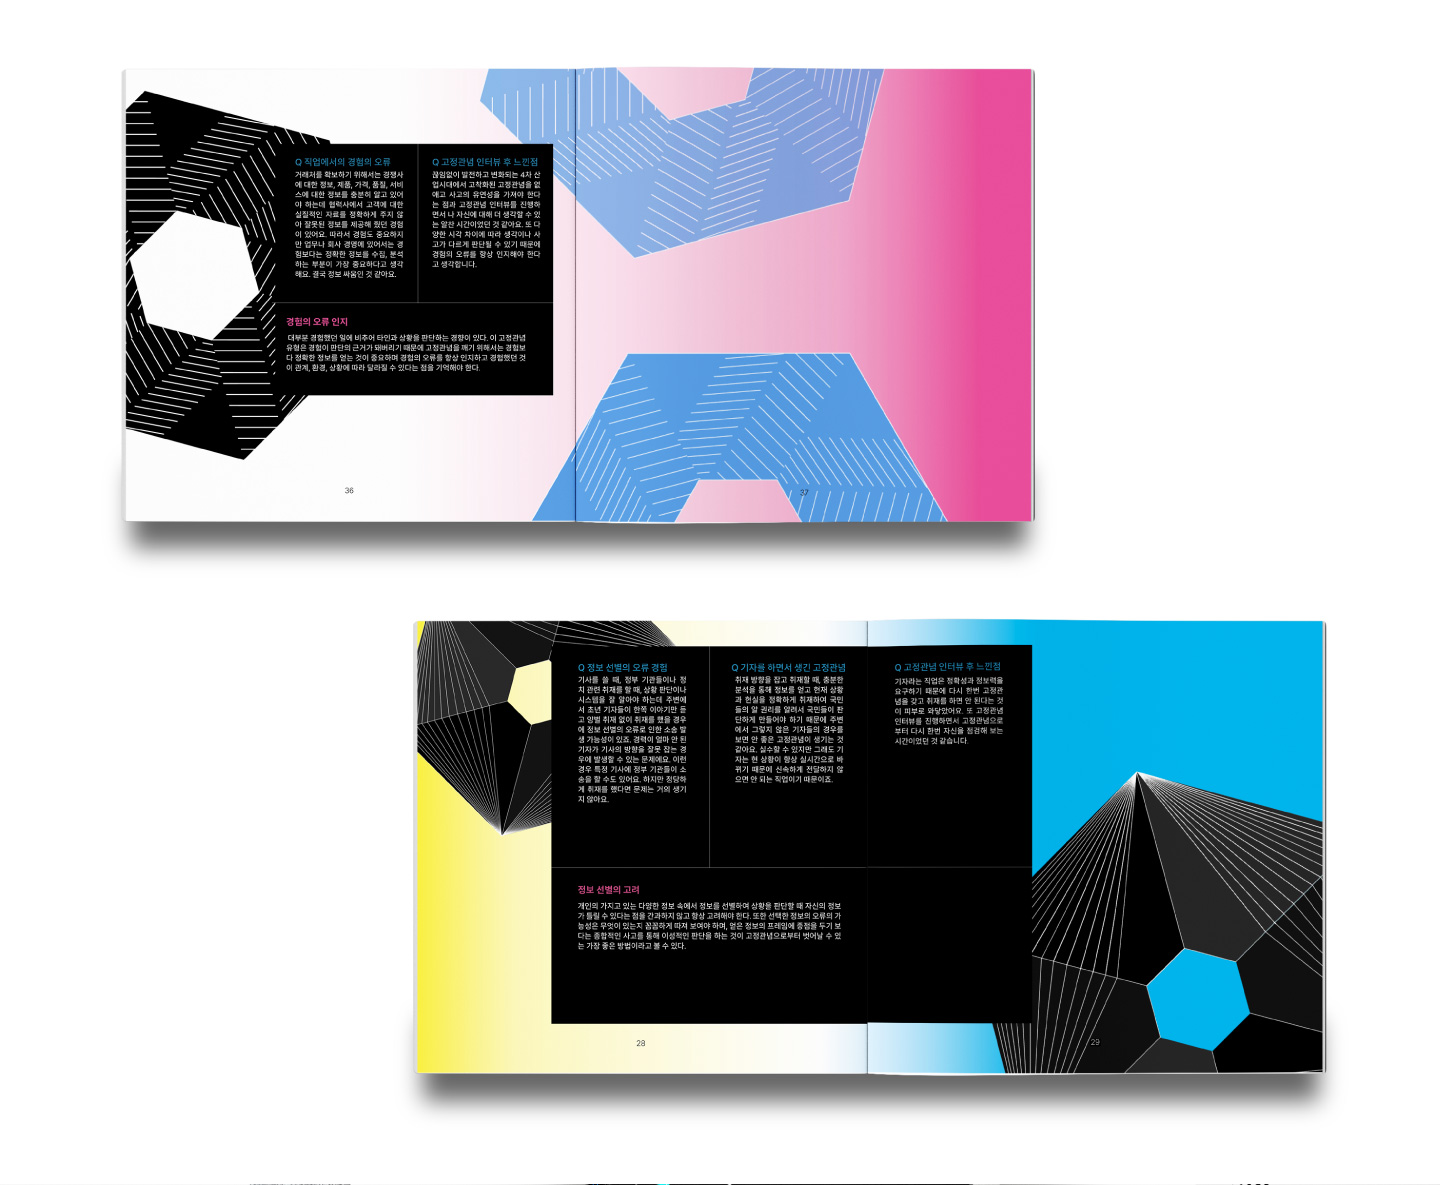 Q 직업에서의 경험의 오류
거래처를 확보하기 위해서는 경쟁사
에 대한 정보, 제품, 가격, 품질, 서비
스에 대한 정보를 충분히 알고 있어
야 하는데 협력사에서 고객에 대한
실질적인 자료를 정확하게 주지 않
아 잘못된 정보를 제공해 줬던 경험
이 있어요. 따라서 경험도 중요하지
만 업무나 회사 경영에 있어서는 경
험보다는 정확한 정보를 수집, 분석
하는 부분이 가장 중요하다고 생각
해요. 결국 정보 싸움인 것 같아요.
Q 고정관념 인터뷰 후 느낀점
끊임없이 발전하고 변화되는 4차 산
업시대에서 고착화된 고정관념을 없
애고 사고의 유연성을 가져야 한다
는 점과 고정관념 인터뷰를 진행하
면서 나 자신에 대해 더 생각할 수 있
는 알찬 시간이었던 것 같아요. 또 다
양한 시각 차이에 따라 생각이나 사
고가 다르게 판단될 수 있기 때문에
경험의 오류를 항상 인지해야 한다
고 생각합니다.
경험의 오류 인지
대부분 경험했던 일에 비추어 타인과 상황을 판단하는 경향이 있다. 이 고정관념
유형은 경험이 판단의 근거가 돼버리기 때문에 고정관념을 깨기 위해서는 경험보
다 정확한 정보를 얻는 것이 중요하며 경험의 오류를 항상 인지하고 경험했던 것
이 관계, 환경, 상황에 따라 달라질 수 있다는 점을 기억해야 한다.
36
37
Q 정보 선별의 오류 경험
기사를 쓸 때, 정부 기관들이나 정
치 관련 취재를 할 때, 상황 판단이나
시스템을 잘 알아야 하는데 주변에
서 초년 기자들이 한쪽 이야기만 듣
고 양벌 취재 없이 취재를 했을 경우
에 정보 선별의 오류로 인한 소송 발
생 가능성이 있죠. 경력이 얼마 안 된
기자가 기사의 방향을 잘못 잡는 경
우에 발생할 수 있는 문제에요. 이런
경우 특정 기사에 정부 기관들이 소
송을 할 수도 있어요. 하지만 정당하
게 취재를 했다면 문제는 거의 생기
지 않아요.
Q 기자를 하면서 생긴 고정관념
취재 방향을 잡고 취재할 때, 충분한
분석을 통해 정보를 얻고 현재 상황
과 현실을 정확하게 취재하여 국민
들의 알 권리를 알려서 국민들이 판
단하게 만들어야 하기 때문에 주변
에서 그렇지 않은 기자들의 경우를
보면 안 좋은 고정관념이 생기는 것
같아요. 실수할 수 있지만 그래도 기
자는 현 상황이 항상 실시간으로 바
뀌기 때문에 신속하게 전달하지 않
으면 안 되는 직업이기 때문이죠.
Q 고정관념 인터뷰 후 느낀점
기자라는 직업은 정확성과 정보력을
요구하기 때문에 다시 한번 고정관
념을 갖고 취재를 하면 안 된다는 것
이 피부로 와닿았어요. 또 고정관념
인터뷰를 진행하면서 고정관념으로
부터 다시 한번 자신을 점검해 보는
시간이었던 것 같습니다.
정보 선별의 고려
개인의 가지고 있는 다양한 정보 속에서 정보를 선별하여 상황을 판단할 때 자신의 정보
가 틀릴 수 있다는 점을 간과하지 않고 항상 고려해야 한다. 또한 선택한 정보의 오류의 가
능성은 무엇이 있는지 꼼꼼하게 따져 보여야 하며, 얻은 정보의 프레임에 중점을 두기 보
다는 종합적인 사고를 통해 이성적인 판단을 하는 것이 고정관념으로부터 벗어날 수 있
는 가장 좋은 방법이라고 볼 수 있다.
28
29